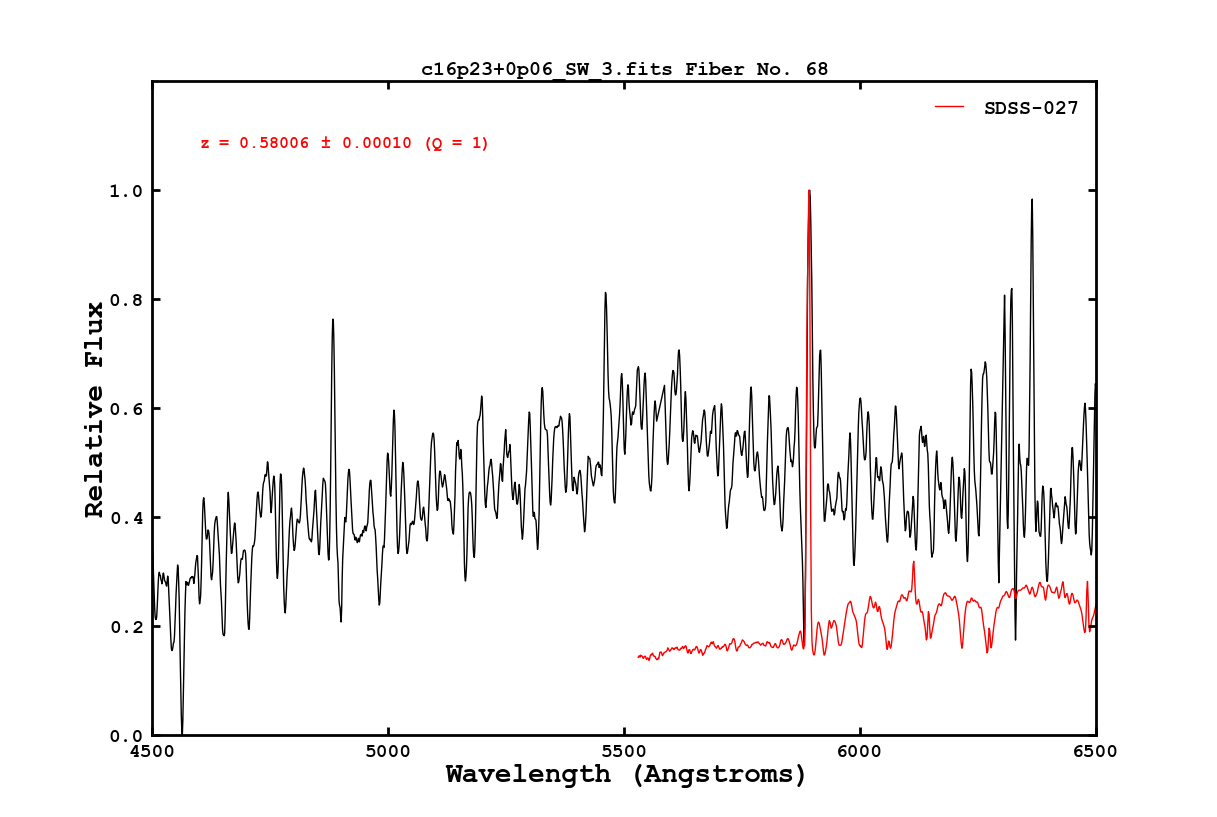 c16p23+0p06_SW_3.fits Fiber No. 68
SDSS-027
z = 0.58006 ± 0.00010 (Q = 1)
1.0
0.8
0.6
0.4
0.2
0.0
Relative Flux
4500 5000 5500 6000 6500
Wavelength (Angstroms)